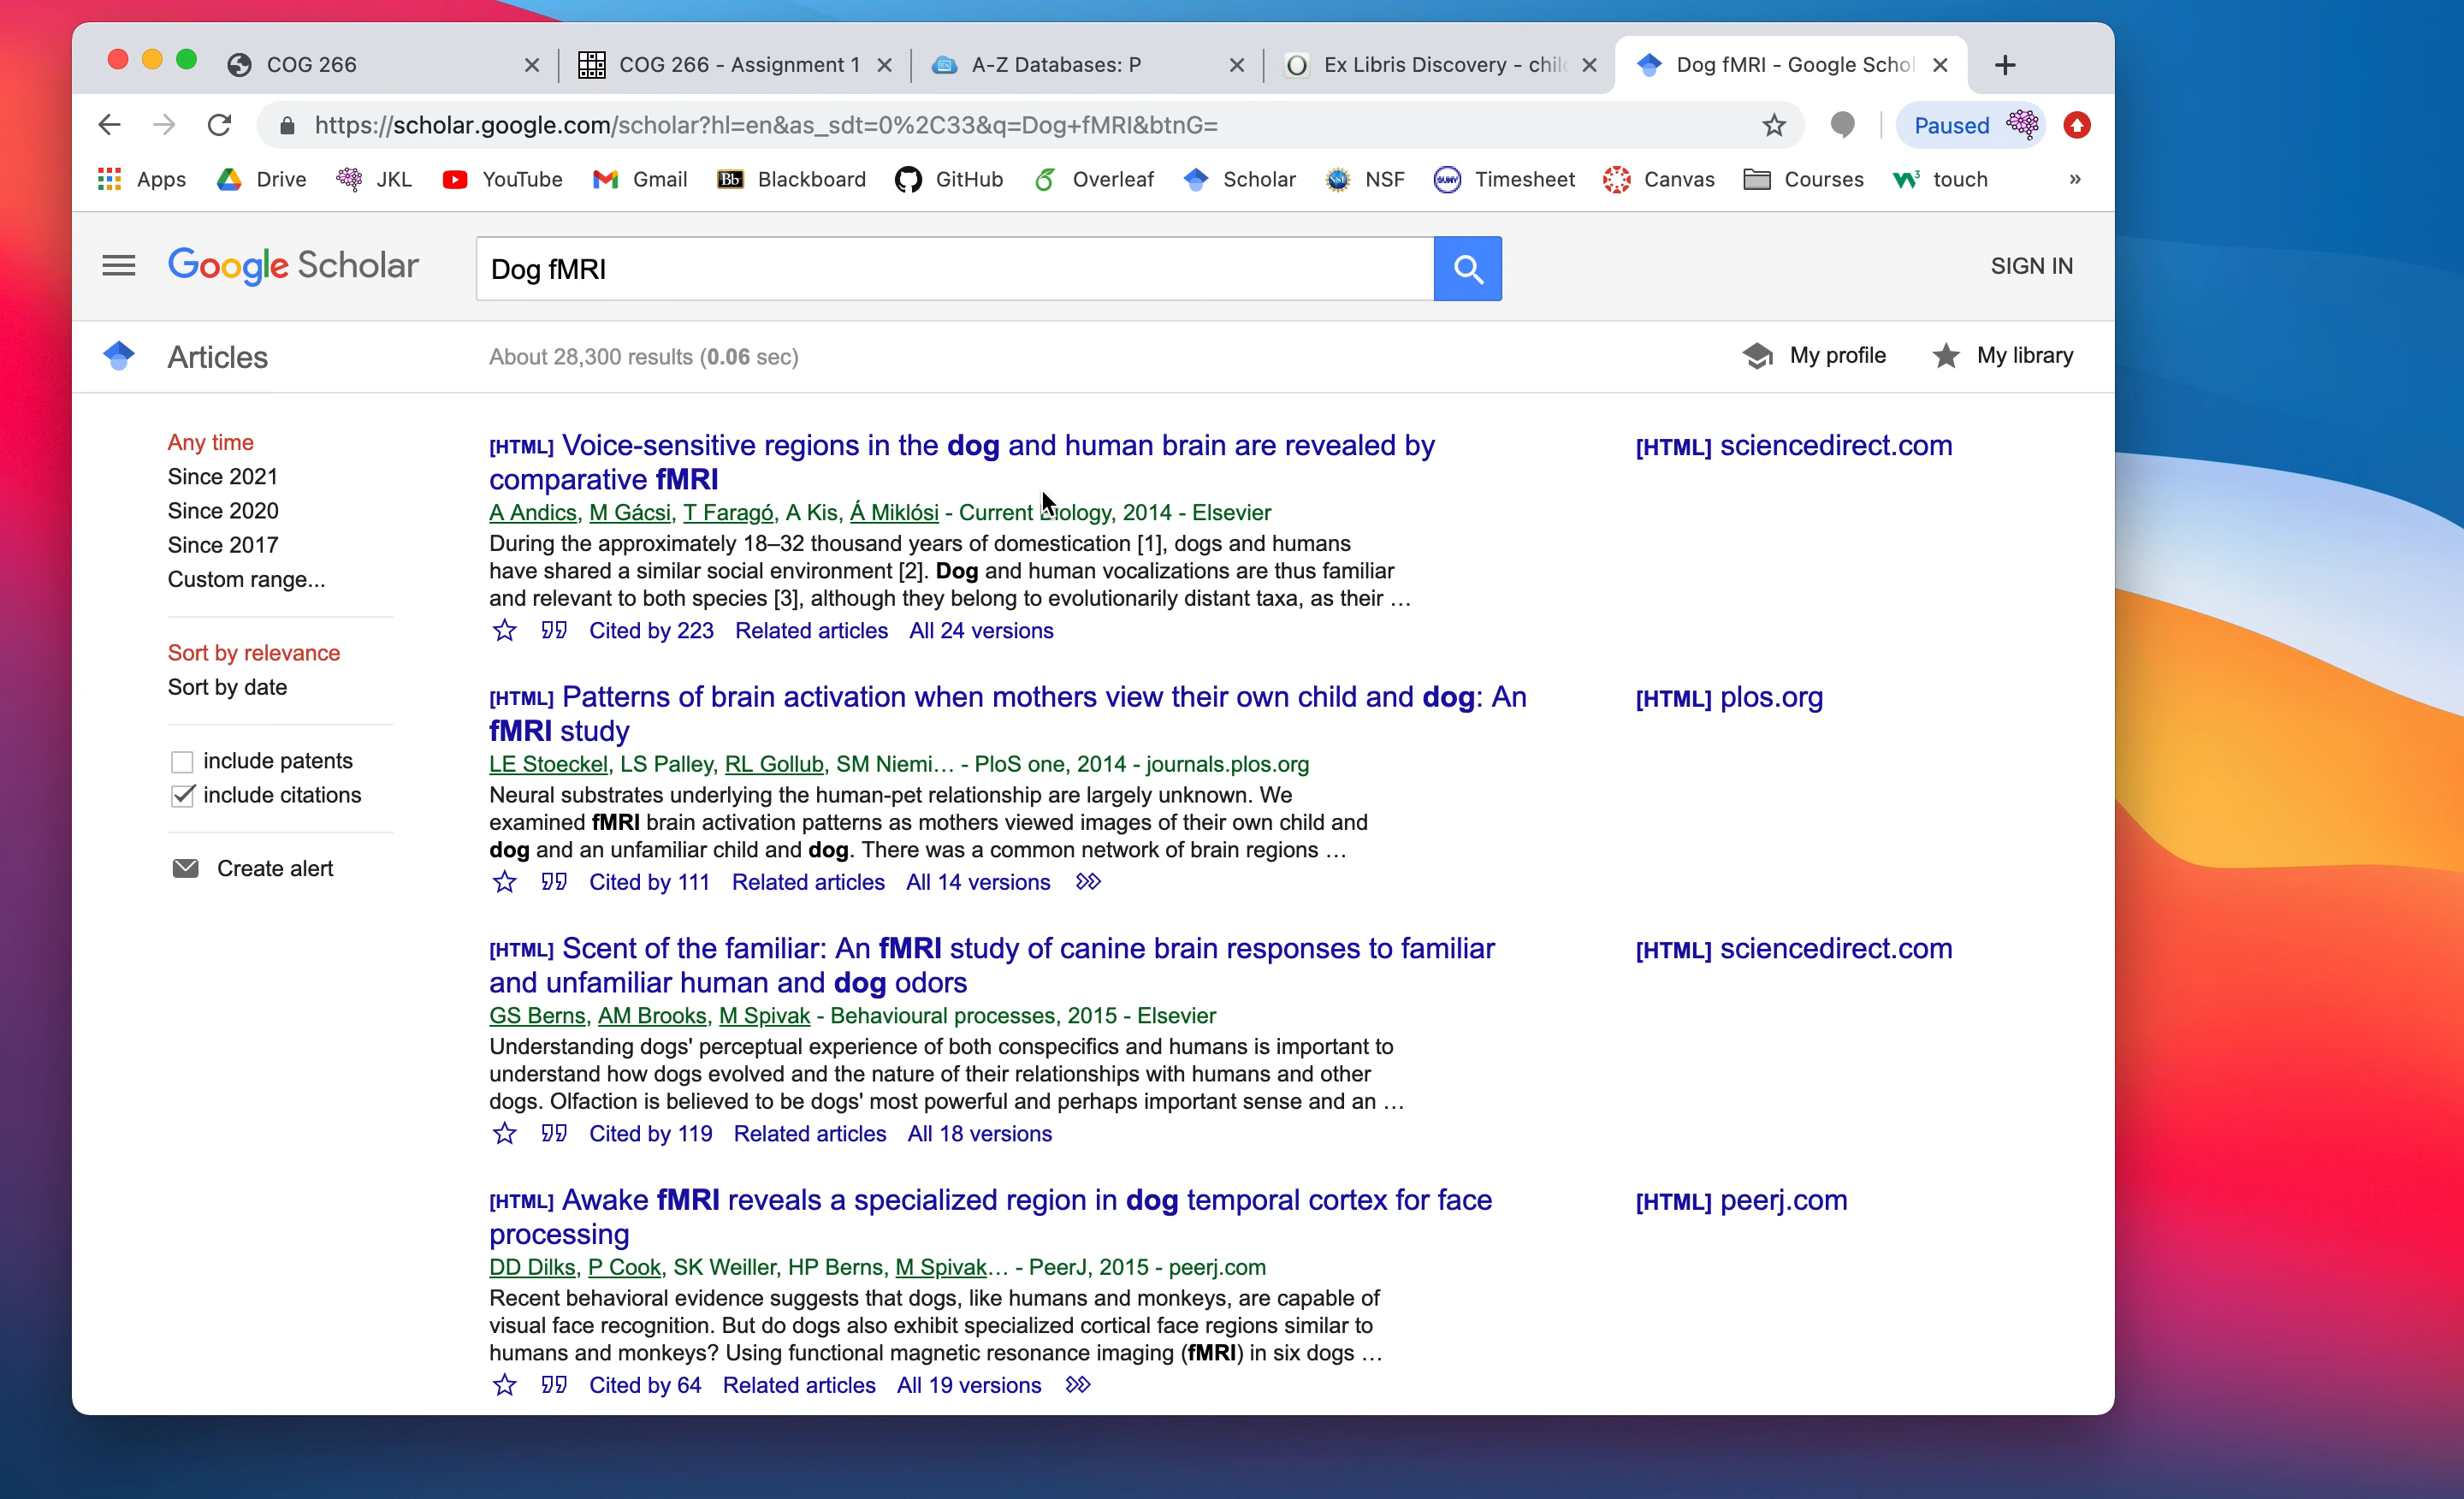 COG 266
COG 266 - Assignment 1
A-Z Databases: P
Ex Libris Discovery - chil
Dog fMRI - Google Schol
https://scholar.google.com/scholar?hl=en&as_sdt=0%2C33&q=Dog+fMRI&btnG=
Paused
Apps Drive JKL YouTube Gmail Bb Blackboard GitHub Overleaf Scholar NSF Timesheet Canvas Courses touch »
Google Scholar
Dog fMRI
SIGN IN
Articles
About 28,300 results (0.06 sec)
My profile
My library
Any time
Since 2021
Since 2020
Since 2017
Custom range...
Sort by relevance
Sort by date
include patents
include citations
Create alert
[HTML] Voice-sensitive regions in the dog and human brain are revealed by
comparative fMRI
A Andics, M Gácsi, T Faragó, A Kis, Á Miklósi - Current ology, 2014 - Elsevier
During the approximately 18–32 thousand years of domestication [1], dogs and humans
have shared a similar social environment [2]. Dog and human vocalizations are thus familiar
and relevant to both species [3], although they belong to evolutionarily distant taxa, as their …
Cited by 223 Related articles All 24 versions
[HTML] sciencedirect.com
[HTML] Patterns of brain activation when mothers view their own child and dog: An
fMRI study
LE Stoeckel, LS Palley, RL Gollub, SM Niemi… - PloS one, 2014 - journals.plos.org
Neural substrates underlying the human-pet relationship are largely unknown. We
examined fMRI brain activation patterns as mothers viewed images of their own child and
dog and an unfamiliar child and dog. There was a common network of brain regions …
Cited by 111 Related articles All 14 versions
[HTML] plos.org
[HTML] Scent of the familiar: An fMRI study of canine brain responses to familiar
and unfamiliar human and dog odors
GS Berns, AM Brooks, M Spivak - Behavioural processes, 2015 - Elsevier
Understanding dogs' perceptual experience of both conspecifics and humans is important to
understand how dogs evolved and the nature of their relationships with humans and other
dogs. Olfaction is believed to be dogs' most powerful and perhaps important sense and an …
Cited by 119 Related articles All 18 versions
[HTML] sciencedirect.com
[HTML] Awake fMRI reveals a specialized region in dog temporal cortex for face
processing
DD Dilks, P Cook, SK Weiller, HP Berns, M Spivak… - PeerJ, 2015 - peerj.com
Recent behavioral evidence suggests that dogs, like humans and monkeys, are capable of
visual face recognition. But do dogs also exhibit specialized cortical face regions similar to
humans and monkeys? Using functional magnetic resonance imaging (fMRI) in six dogs …
Cited by 64 Related articles All 19 versions
[HTML] peerj.com